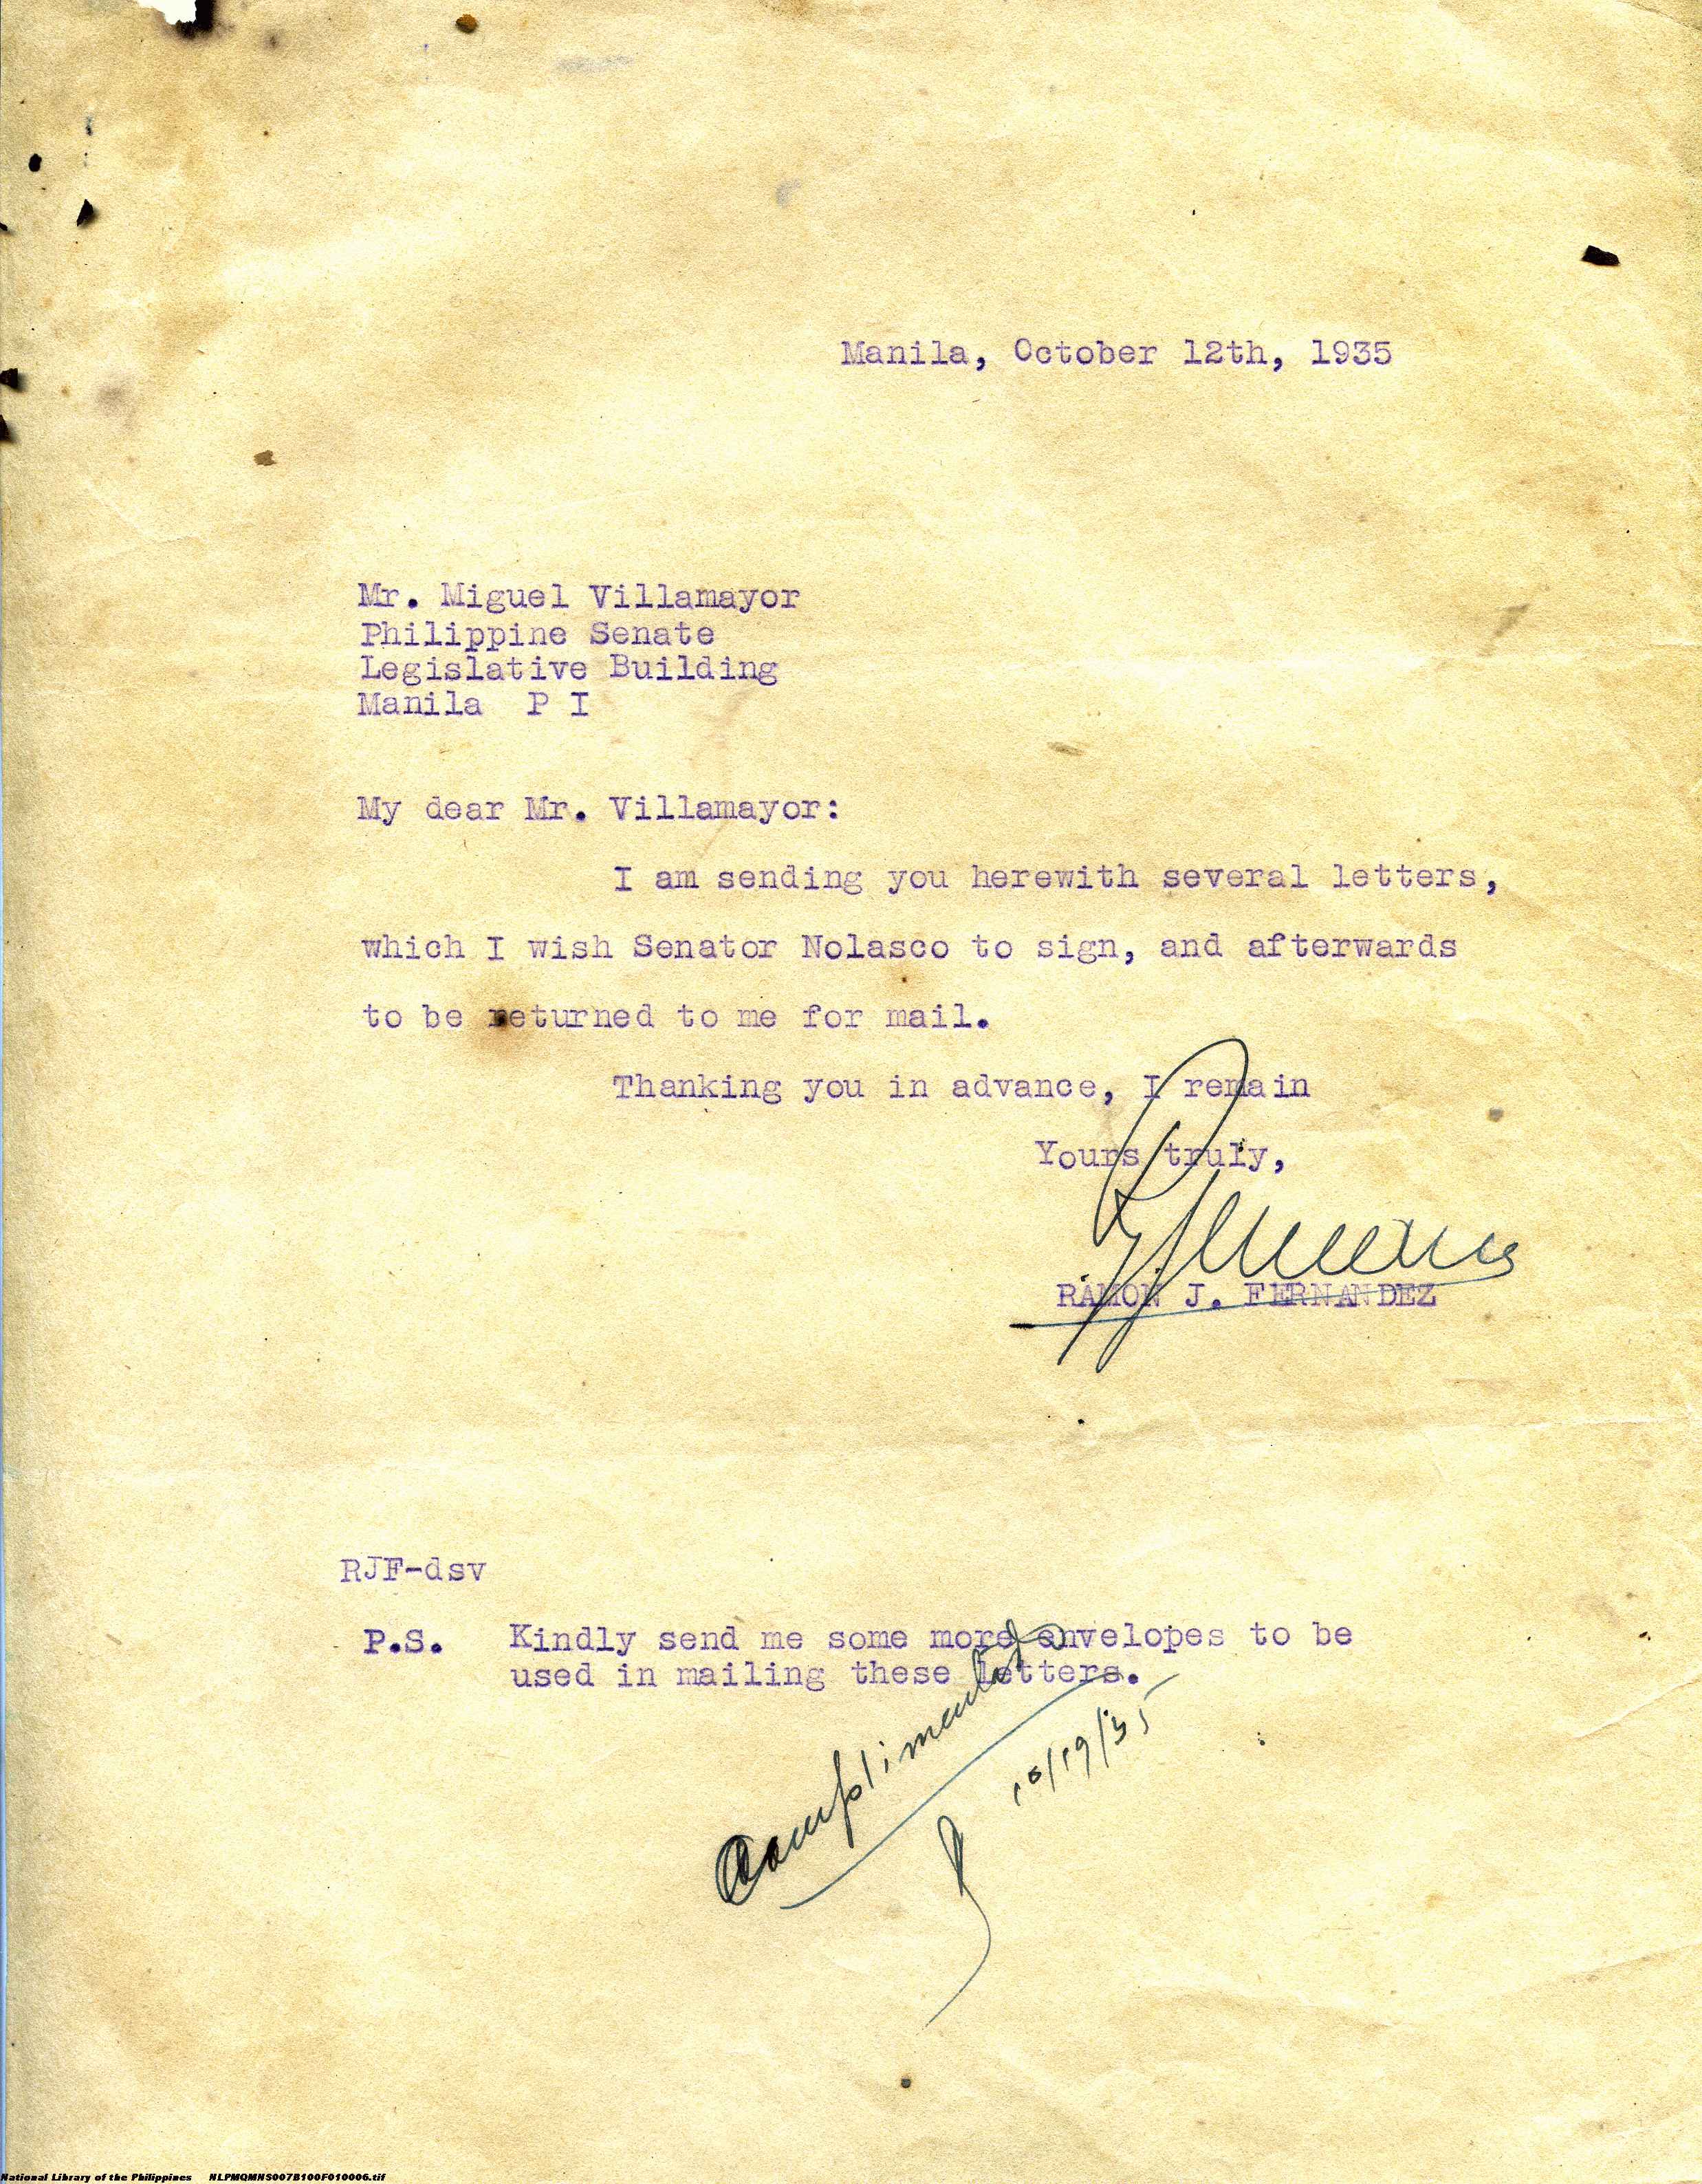 Manila, October 12th, 1935
Mr. Miguel Villamayor
Philippine Senate
Legislative Building
Manila P I
My dear Mr. Villamayor:
I am sending you herewith several letters,
which I wish Senator Nolasco to sign, and afterwards
to be returned to me for mail.
Thanking you in advance, I remain
Yours truly,
RAMON J. FERNANDEZ
RJF-dsv
P.S. Kindly send me some more envelopes to be
used in mailing these letters.
10/19/35
National Library of the Philippines NLPMQMNS007B100F010006.tif